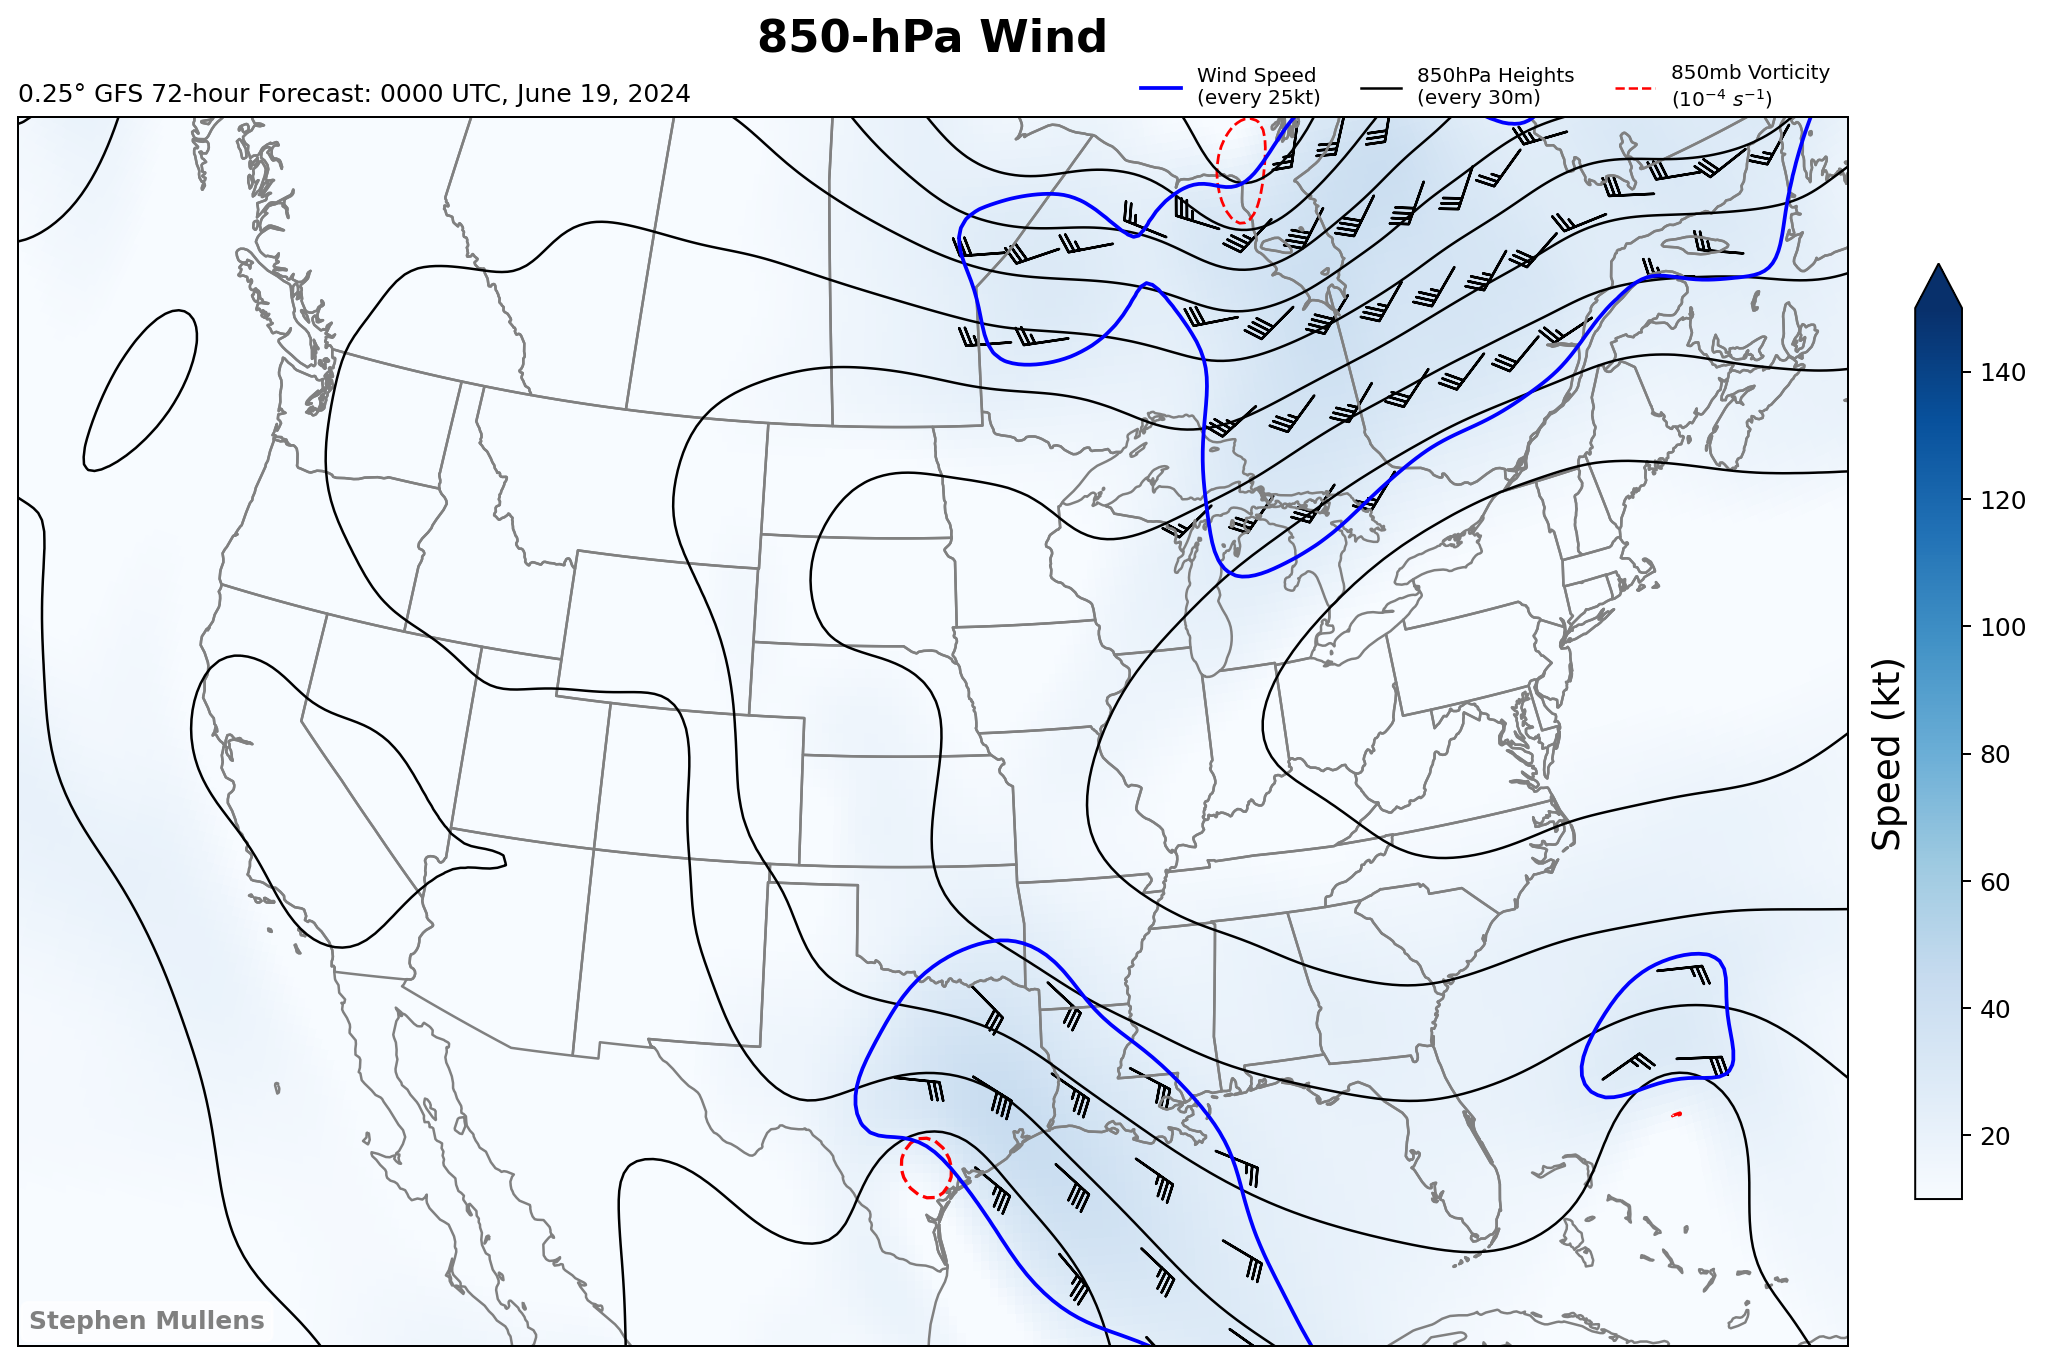 850-hPa Wind
0.25° GFS 72-hour Forecast: 0000 UTC, June 19, 2024
Wind Speed
(every 25kt)
850hPa Heights
(every 30m)
850mb Vorticity
(10⁻⁴ s⁻¹)
140
120
100
80
60
40
20
Speed (kt)
Stephen Mullens